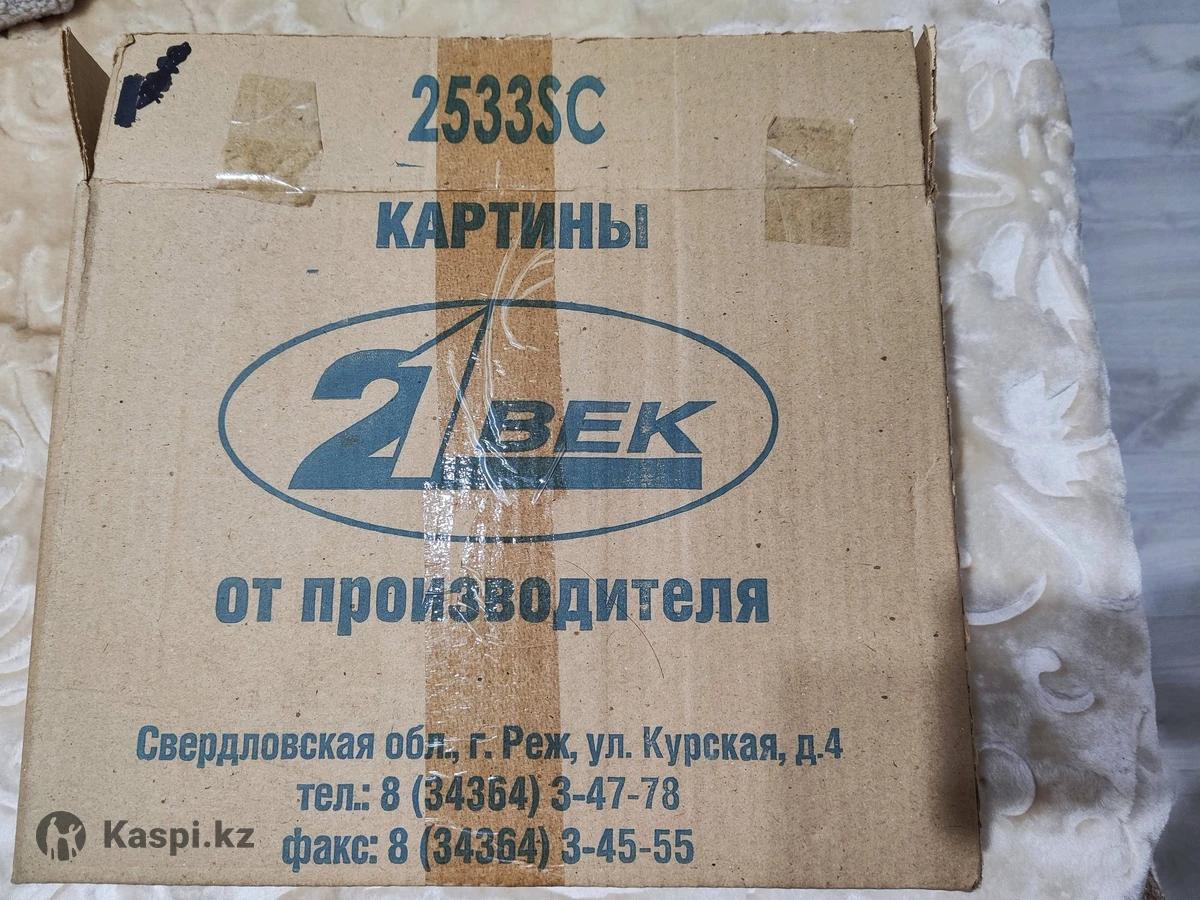 2533SC
КАРТИНЫ
21 ВЕК
от производителя
Свердловская обл., г. Реж, ул. Курская, д.4
тел.: 8 (34364) 3-47-78
факс: 8 (34364) 3-45-55
Kaspi.kz